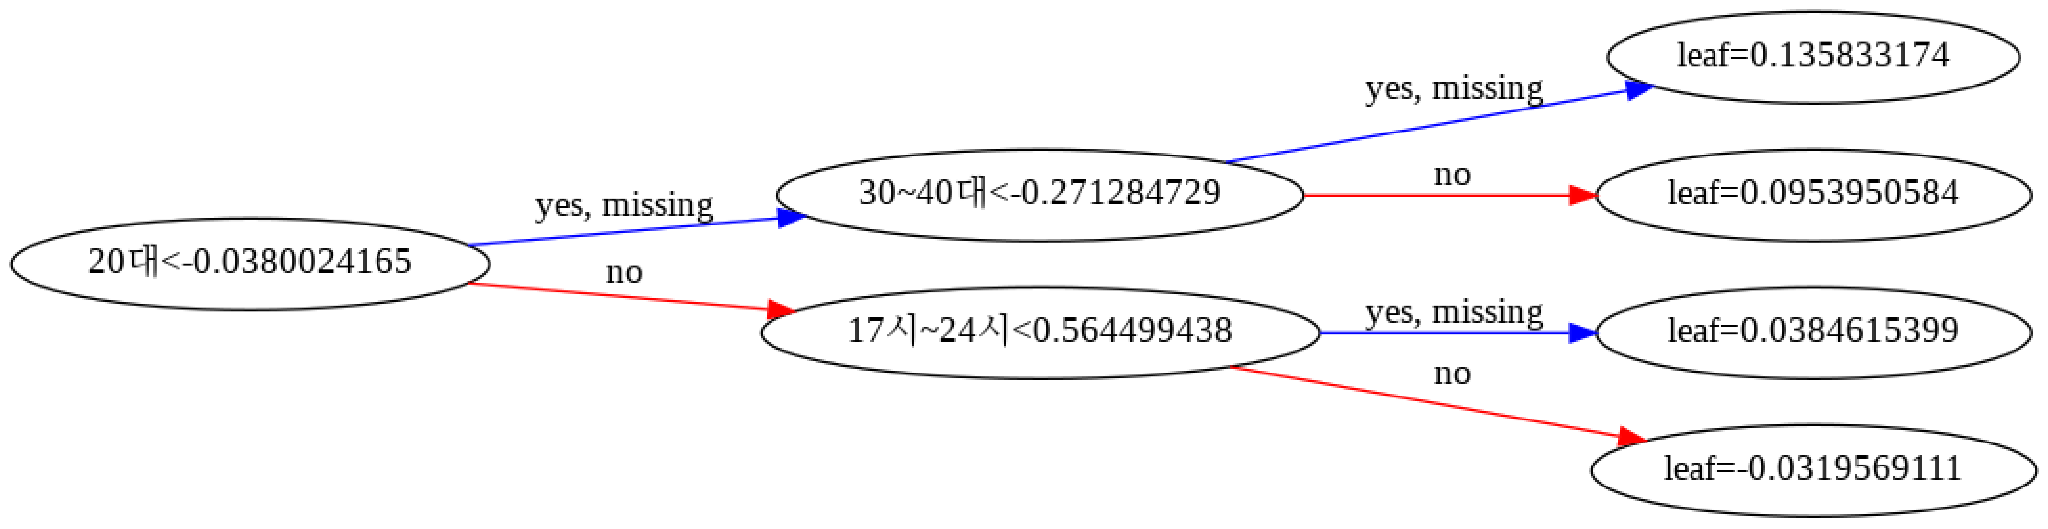 20대<-0.0380024165
yes, missing
no
30~40대<-0.271284729
17시~24시<0.564499438
yes, missing
no
yes, missing
no
leaf=0.135833174
leaf=0.0953950584
leaf=0.0384615399
leaf=-0.0319569111